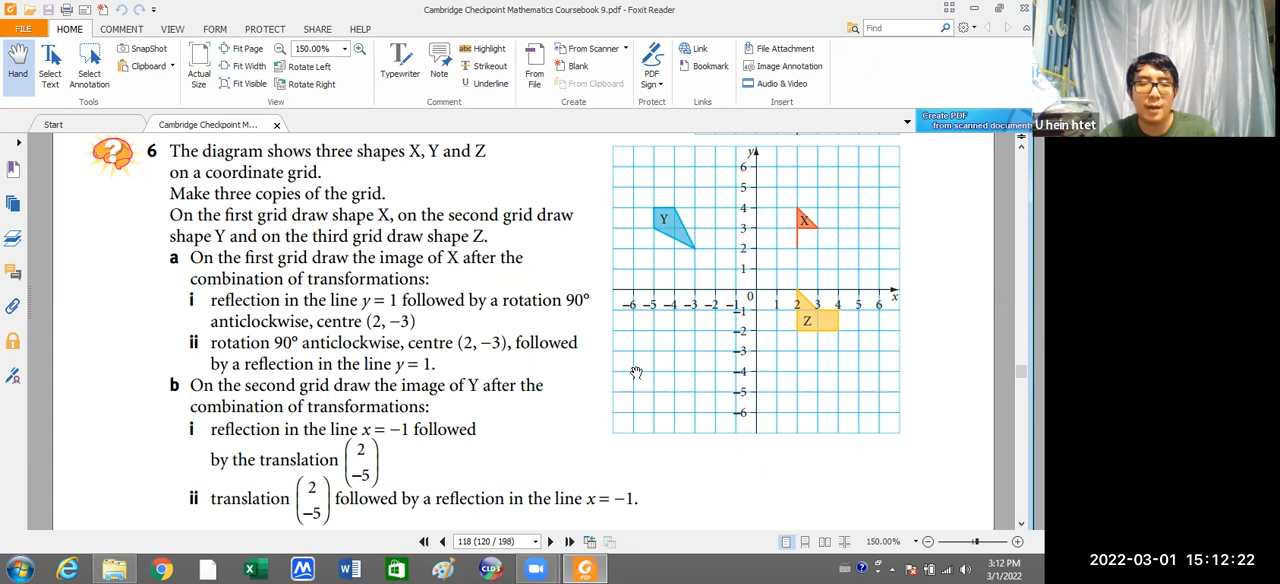 Cambridge Checkpoint Mathematics Coursebook 9.pdf - Foxit Reader
FILE HOME COMMENT VIEW FORM PROTECT SHARE HELP
Find
Hand
Select Text
Select Annotation
SnapShot
Clipboard
Tools
Actual Size
Fit Page
Fit Width
Fit Visible
150.00%
Rotate Left
Rotate Right
View
Typewriter
Note
Highlight
Strikeout
Underline
Comment
From File
From Scanner
Blank
From Clipboard
Create
PDF Sign
Protect
Link
Bookmark
Links
File Attachment
Image Annotation
Audio & Video
Insert
Start
Cambridge Checkpoint M...
Create PDF
from scanned document
U hein htet
6 The diagram shows three shapes X, Y and Z
on a coordinate grid.
Make three copies of the grid.
On the first grid draw shape X, on the second grid draw
shape Y and on the third grid draw shape Z.
a On the first grid draw the image of X after the
combination of transformations:
i reflection in the line y = 1 followed by a rotation 90°
anticlockwise, centre (2, −3)
ii rotation 90° anticlockwise, centre (2, −3), followed
by a reflection in the line y = 1.
b On the second grid draw the image of Y after the
combination of transformations:
i reflection in the line x = −1 followed
by the translation (2 −5)
ii translation (2 −5) followed by a reflection in the line x = −1.
y
6
5
4
3
2
1
−6 −5 −4 −3 −2 −1 0 1 2 3 4 5 6 x
−1
−2
−3
−4
−5
−6
Y
X
Z
118 (120 / 198)
150.00%
3:12 PM
3/1/2022
2022-03-01 15:12:22